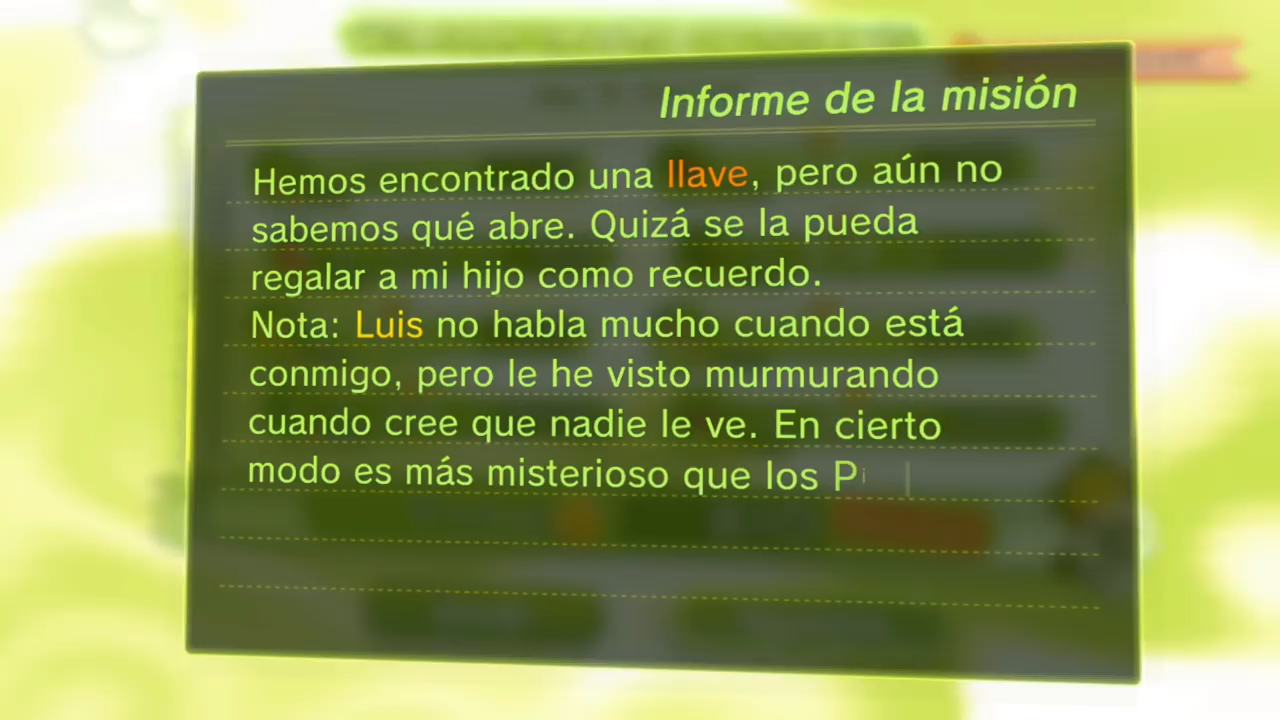 Informe de la misión
Hemos encontrado una llave, pero aún no
sabemos qué abre. Quizá se la pueda
regalar a mi hijo como recuerdo.
Nota: Luis no habla mucho cuando está
conmigo, pero le he visto murmurando
cuando cree que nadie le ve. En cierto
modo es más misterioso que los P